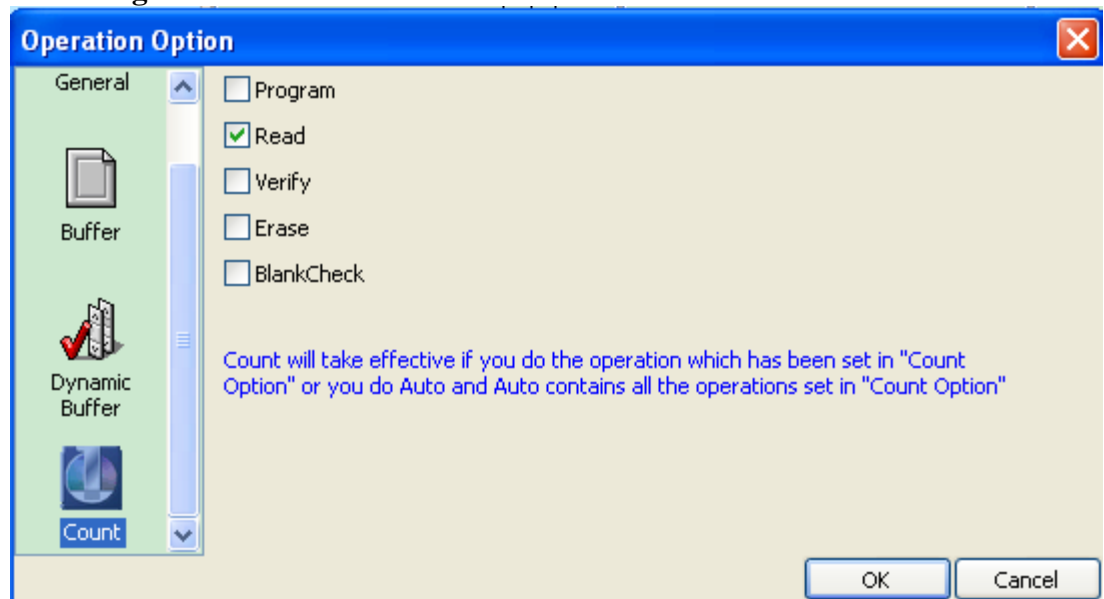 Operation Option
General
Buffer
Dynamic
Buffer
Count
Program
Read
Verify
Erase
BlankCheck
Count will take effective if you do the operation which has been set in "Count
Option" or you do Auto and Auto contains all the operations set in "Count Option"
OK
Cancel